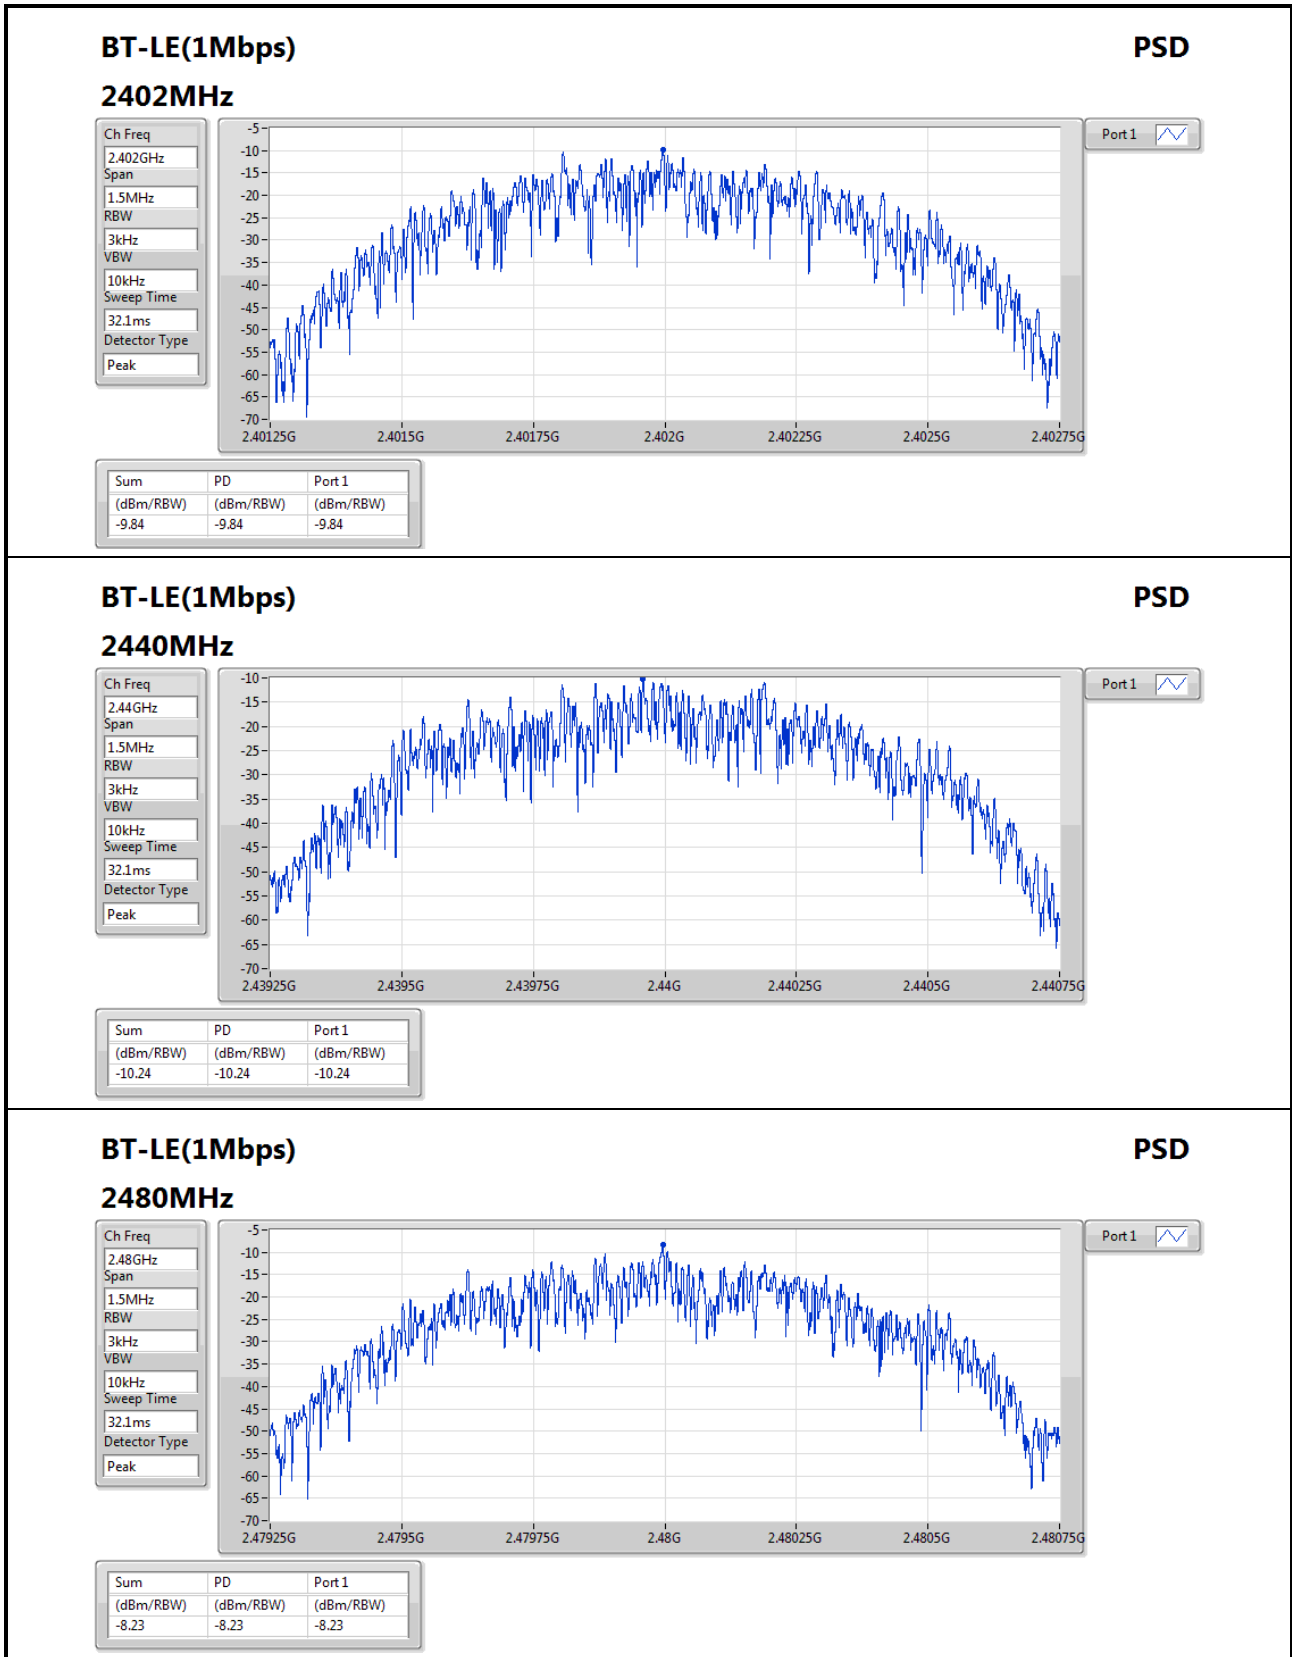 BT-LE(1Mbps) PSD
2402MHz
Ch Freq
2.402GHz
Span
1.5MHz
RBW
3kHz
VBW
10kHz
Sweep Time
32.1ms
Detector Type
Peak
-5
-10
-15
-20
-25
-30
-35
-40
-45
-50
-55
-60
-65
-70
2.40125G 2.4015G 2.40175G 2.402G 2.40225G 2.4025G 2.40275G
Port 1
Sum PD Port 1
(dBm/RBW) (dBm/RBW) (dBm/RBW)
-9.84 -9.84 -9.84
BT-LE(1Mbps) PSD
2440MHz
Ch Freq
2.44GHz
Span
1.5MHz
RBW
3kHz
VBW
10kHz
Sweep Time
32.1ms
Detector Type
Peak
-10
-15
-20
-25
-30
-35
-40
-45
-50
-55
-60
-65
-70
2.43925G 2.4395G 2.43975G 2.44G 2.44025G 2.4405G 2.44075G
Port 1
Sum PD Port 1
(dBm/RBW) (dBm/RBW) (dBm/RBW)
-10.24 -10.24 -10.24
BT-LE(1Mbps) PSD
2480MHz
Ch Freq
2.48GHz
Span
1.5MHz
RBW
3kHz
VBW
10kHz
Sweep Time
32.1ms
Detector Type
Peak
-5
-10
-15
-20
-25
-30
-35
-40
-45
-50
-55
-60
-65
-70
2.47925G 2.4795G 2.47975G 2.48G 2.48025G 2.4805G 2.48075G
Port 1
Sum PD Port 1
(dBm/RBW) (dBm/RBW) (dBm/RBW)
-8.23 -8.23 -8.23